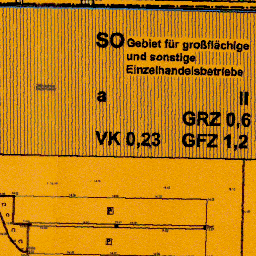 SO Gebiet für großflächige
und sonstige
Einzelhandelsbetriebe
a II
GRZ 0,6
VK 0,23 GFZ 1,2